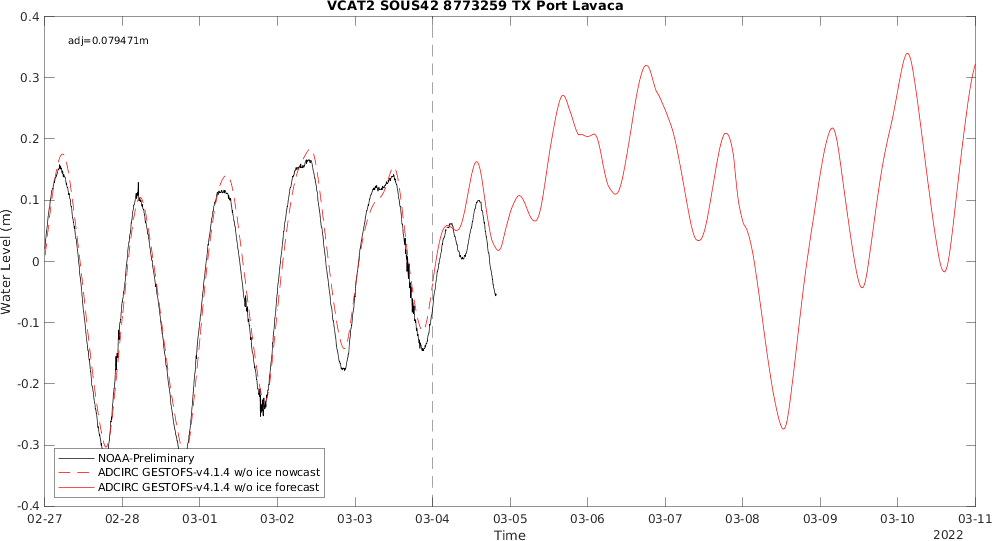 VCAT2 SOUS42 8773259 TX Port Lavaca
adj=0.079471m
0.4
0.3
0.2
0.1
0
-0.1
-0.2
-0.3
-0.4
Water Level (m)
NOAA-Preliminary
ADCIRC GESTOFS-v4.1.4 w/o ice nowcast
ADCIRC GESTOFS-v4.1.4 w/o ice forecast
02-27 02-28 03-01 03-02 03-03 03-04 03-05 03-06 03-07 03-08 03-09 03-10 03-11
Time
2022